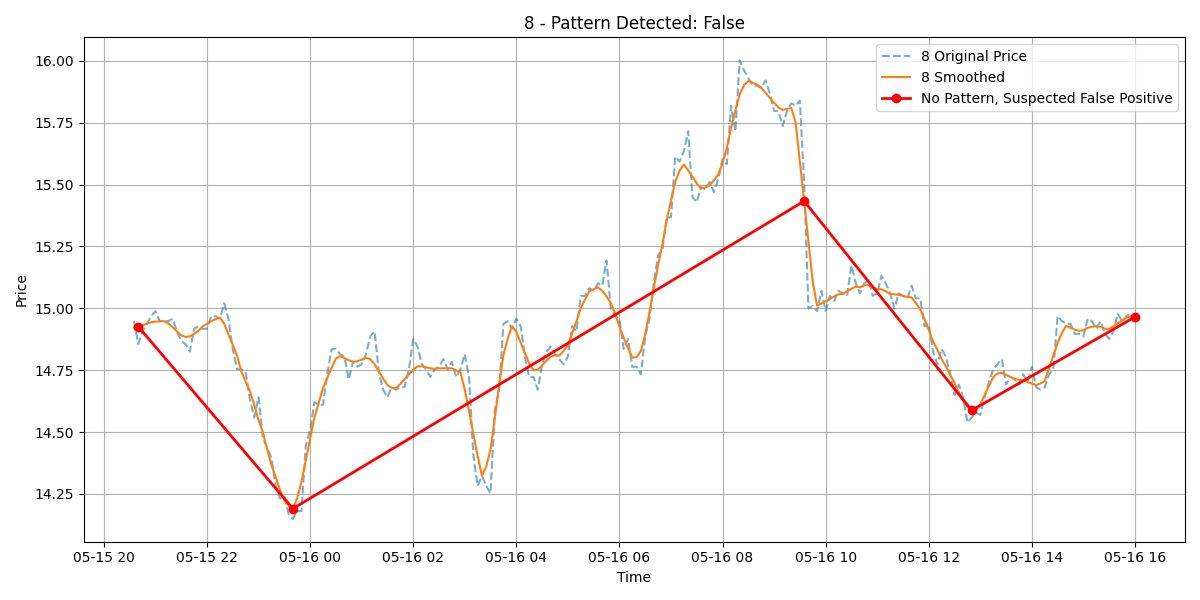 8 - Pattern Detected: False
8 Original Price
8 Smoothed
No Pattern, Suspected False Positive
Price
16.00
15.75
15.50
15.25
15.00
14.75
14.50
14.25
05-15 20 05-15 22 05-16 00 05-16 02 05-16 04 05-16 06 05-16 08 05-16 10 05-16 12 05-16 14 05-16 16
Time